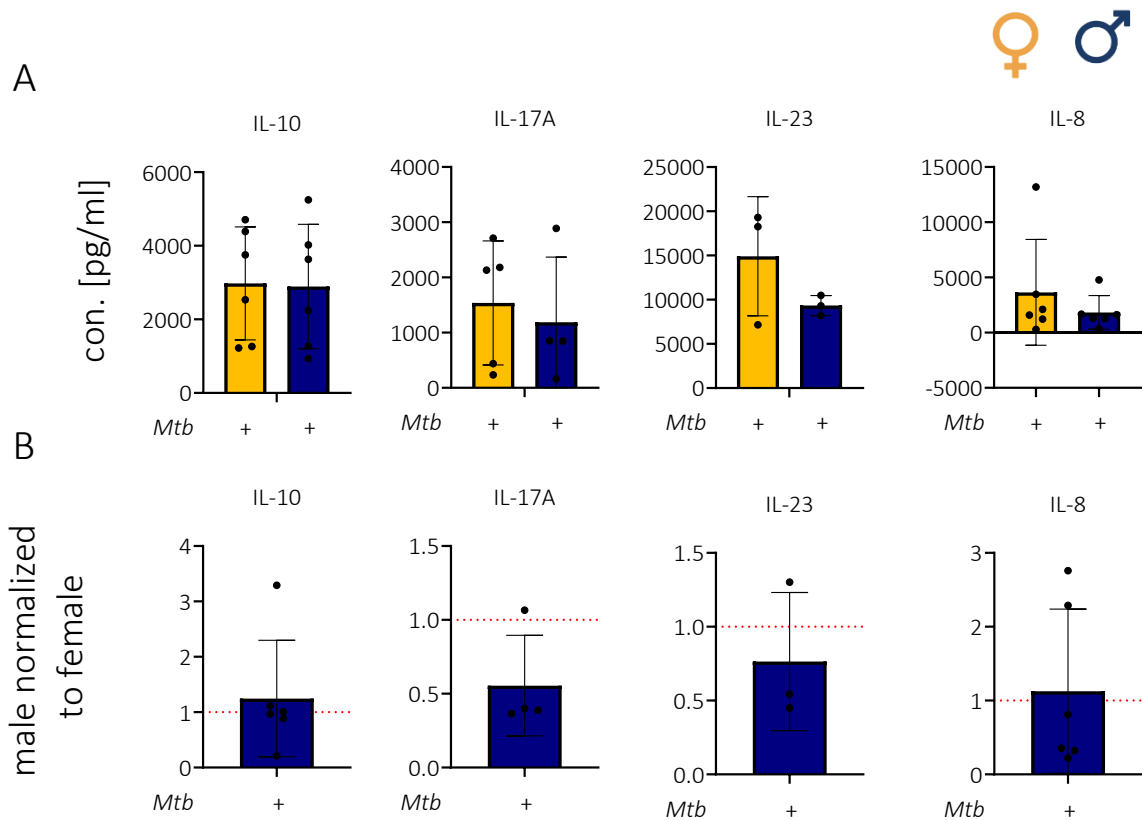 A
IL-10
IL-17A
IL-23
IL-8
con. [pg/ml]
6000
4000
2000
0
4000
3000
2000
1000
0
25000
20000
15000
10000
5000
0
15000
10000
5000
0
-5000
Mtb + +
Mtb + +
Mtb + +
Mtb + +
B
IL-10
IL-17A
IL-23
IL-8
male normalized
to female
4
3
2
1
0
1.5
1.0
0.5
0.0
1.5
1.0
0.5
0.0
3
2
1
0
Mtb +
Mtb +
Mtb +
Mtb +